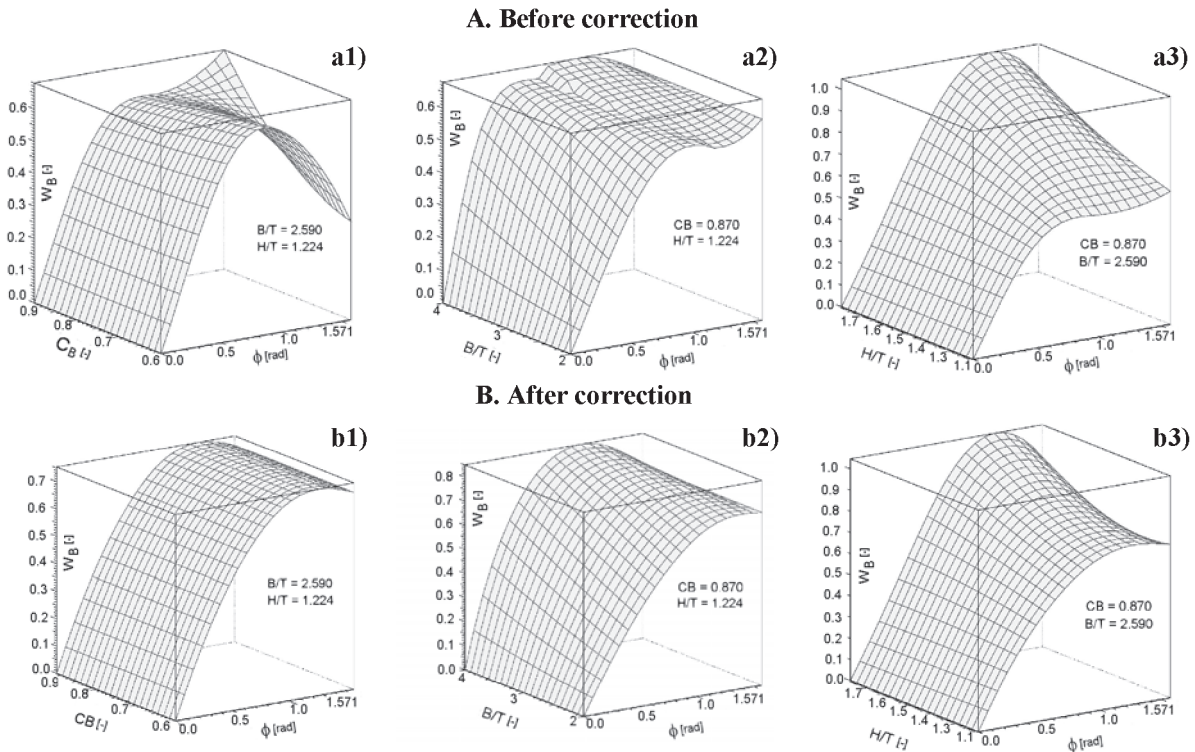 A. Before correction
a1)
0.6
0.5
0.4
0.3
0.2
0.1
0.0
W_B [-]
B/T = 2.590
H/T = 1.224
0.9
0.8
0.7
0.6
C_B [-]
0.0
0.5
1.0
1.571
ϕ [rad]
a2)
0.6
0.5
0.4
0.3
0.2
0.1
0.0
W_B [-]
CB = 0.870
H/T = 1.224
4
3
2
B/T [-]
0.0
0.5
1.0
1.571
ϕ [rad]
a3)
1.0
0.9
0.8
0.7
0.6
0.5
0.4
0.3
0.2
0.1
0.0
W_B [-]
CB = 0.870
B/T = 2.590
1.7
1.6
1.5
1.4
1.3
1.1
H/T [-]
0.0
0.5
1.0
1.571
ϕ [rad]
B. After correction
b1)
0.7
0.6
0.5
0.4
0.3
0.2
0.1
0.0
W_B [-]
B/T = 2.590
H/T = 1.224
0.9
0.8
0.7
0.6
CB [-]
0.0
0.5
1.0
1.571
ϕ [rad]
b2)
0.8
0.7
0.6
0.5
0.4
0.3
0.2
0.1
0.0
W_B [-]
CB = 0.870
H/T = 1.224
4
3
2
B/T [-]
0.0
0.5
1.0
1.571
ϕ [rad]
b3)
1.0
0.9
0.8
0.7
0.6
0.5
0.4
0.3
0.2
0.1
0.0
W_B [-]
CB = 0.870
B/T = 2.590
1.7
1.6
1.5
1.4
1.3
1.1
H/T [-]
0.0
0.5
1.0
1.571
ϕ [rad]